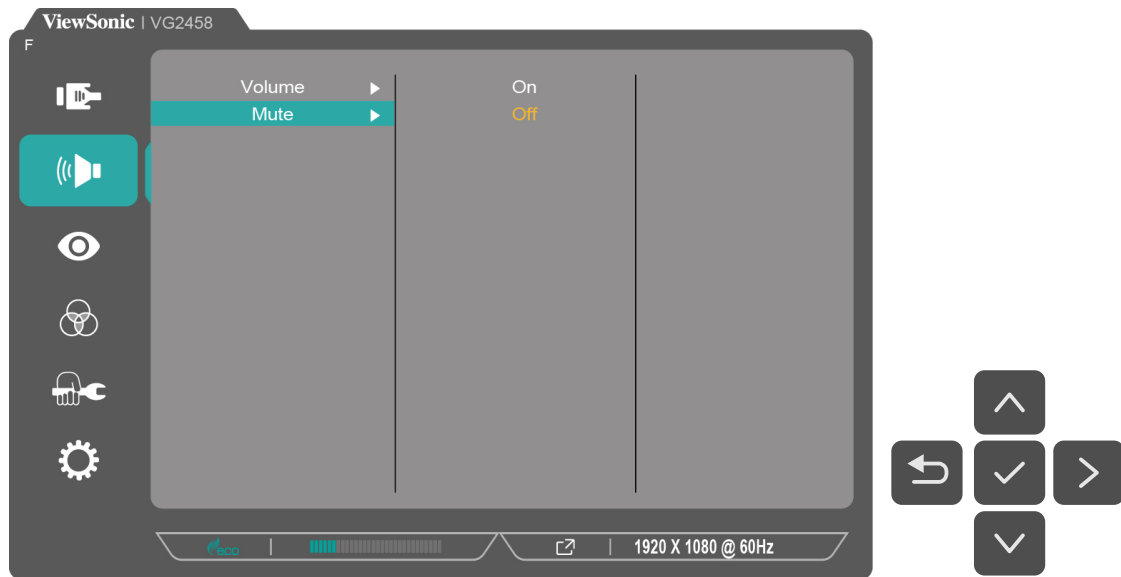 ViewSonic | VG2458
F
Volume On
Mute Off
eco | 1920 X 1080 @ 60Hz